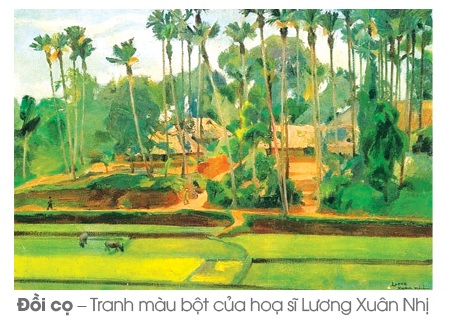 Đồi cọ – Tranh màu bột của hoạ sĩ Lương Xuân Nhị